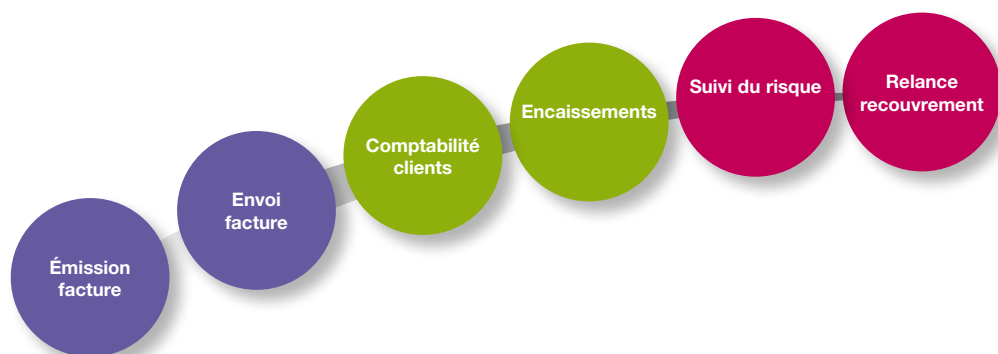 Émission
facture
Envoi
facture
Comptabilité
clients
Encaissements
Suivi du risque
Relance
recouvrement